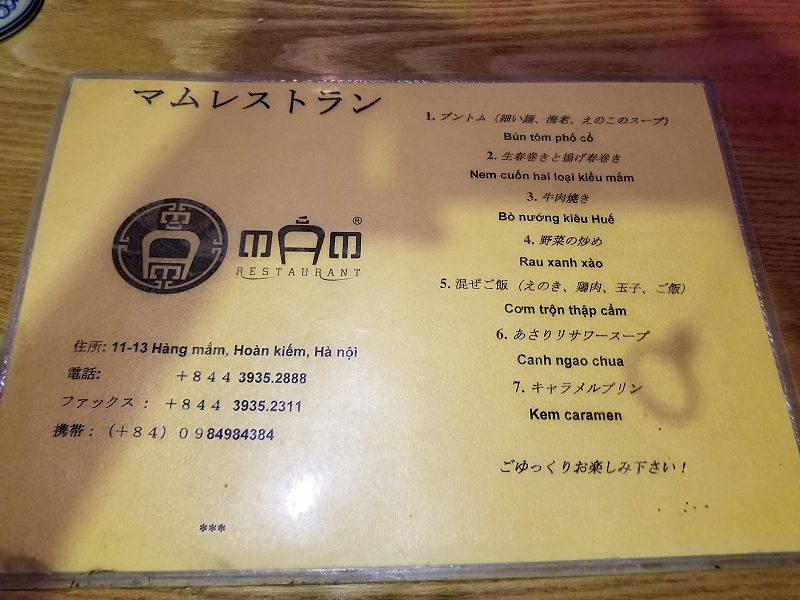 マムレストラン
mẮm®
RESTAURANT
住所: 11-13 Hàng mắm, Hoàn kiếm, Hà nội
電話: ＋８４４ 3935.2888
ファックス： ＋８４４ 3935.2311
携帯：（＋８４）０９84984384
***
1. ブントム（細い麺、海老、えのこのスープ）
Bún tôm phố cổ
2. 生春巻きと揚げ春巻き
Nem cuốn hai loại kiểu mắm
3. 牛肉焼き
Bò nướng kiêu Huế
4. 野菜の炒め
Rau xanh xào
5. 混ぜご飯（えのき、鶏肉、玉子、ご飯）
Cơm trộn thập cẩm
6. あさりリサワースープ
Canh ngao chua
7. キャラメルプリン
Kem caramen
ごゆっくりお楽しみ下さい！